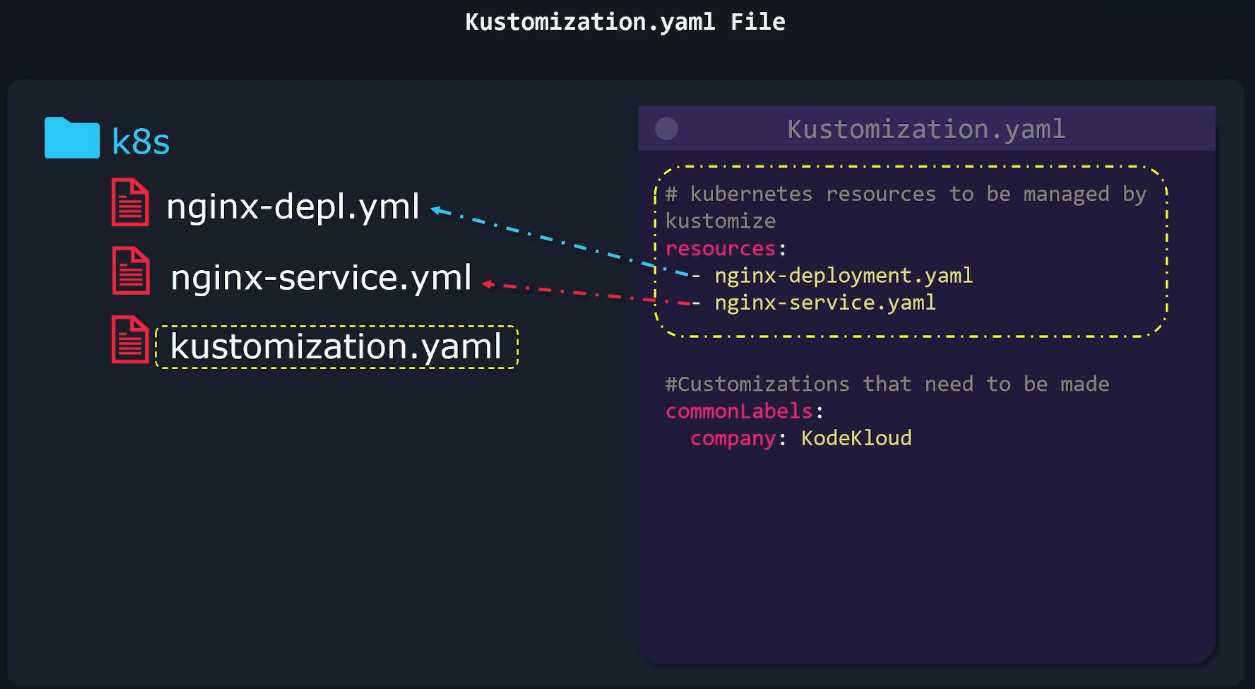 Kustomization.yaml File
k8s
nginx-depl.yml
nginx-service.yml
kustomization.yaml
Kustomization.yaml
# kubernetes resources to be managed by
kustomize
resources:
  - nginx-deployment.yaml
  - nginx-service.yaml
#Customizations that need to be made
commonLabels:
  company: KodeKloud